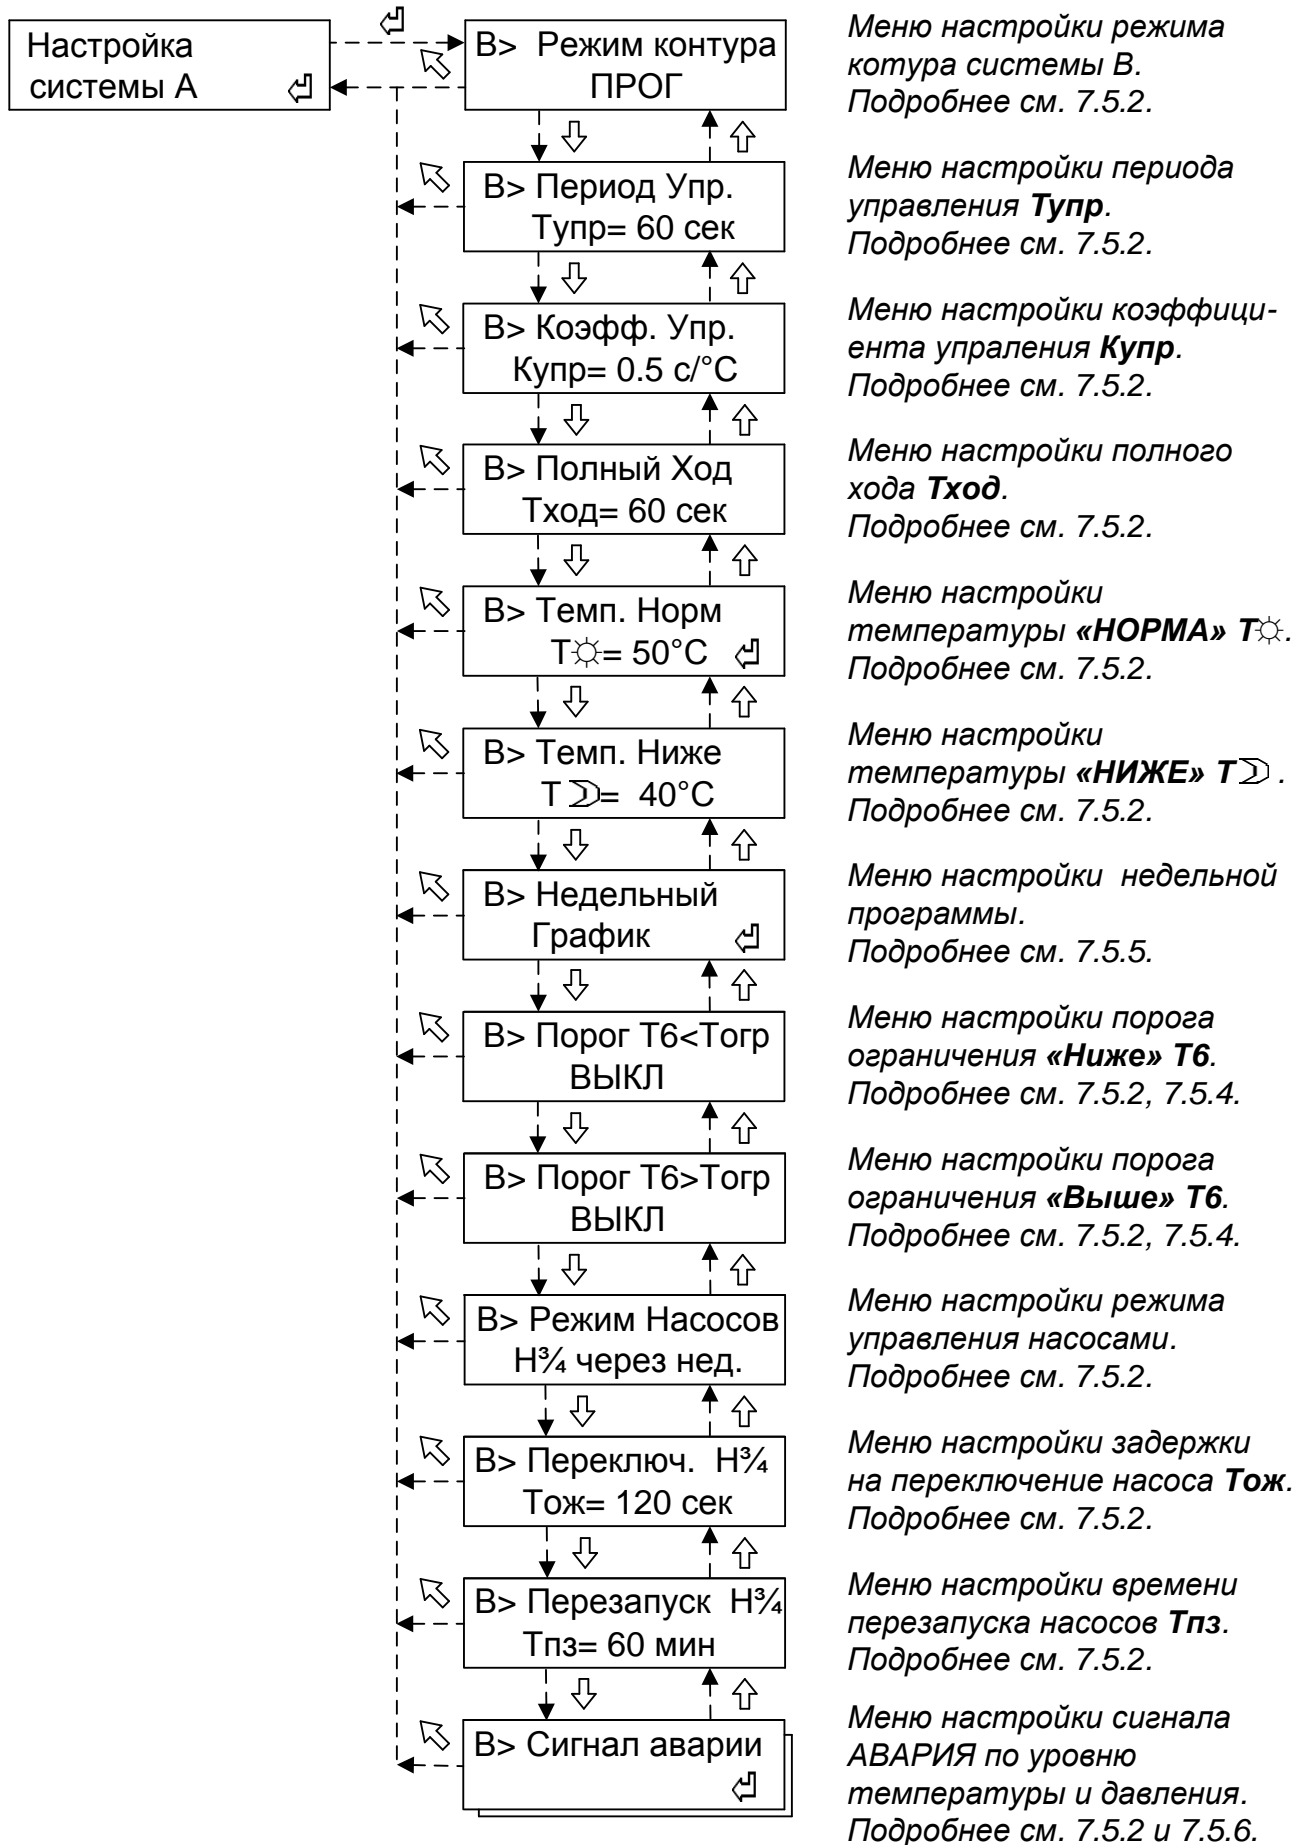 Настройка
системы А
В> Режим контура
ПРОГ
Меню настройки режима
котура системы В.
Подробнее см. 7.5.2.
В> Период Упр.
Тупр= 60 сек
Меню настройки периода
управления Тупр.
Подробнее см. 7.5.2.
В> Коэфф. Упр.
Купр= 0.5 с/°С
Меню настройки коэффици-
ента упраления Купр.
Подробнее см. 7.5.2.
В> Полный Ход
Тход= 60 сек
Меню настройки полного
хода Тход.
Подробнее см. 7.5.2.
В> Темп. Норм
Т☼= 50°С
Меню настройки
температуры «НОРМА» Т☼.
Подробнее см. 7.5.2.
В> Темп. Ниже
Т☽= 40°С
Меню настройки
температуры «НИЖЕ» Т☽ .
Подробнее см. 7.5.2.
В> Недельный
График
Меню настройки недельной
программы.
Подробнее см. 7.5.5.
В> Порог Т6<Тогр
ВЫКЛ
Меню настройки порога
ограничения «Ниже» Т6.
Подробнее см. 7.5.2, 7.5.4.
В> Порог Т6>Тогр
ВЫКЛ
Меню настройки порога
ограничения «Выше» Т6.
Подробнее см. 7.5.2, 7.5.4.
В> Режим Насосов
Н¾ через нед.
Меню настройки режима
управления насосами.
Подробнее см. 7.5.2.
В> Переключ. Н¾
Тож= 120 сек
Меню настройки задержки
на переключение насоса Тож.
Подробнее см. 7.5.2.
В> Перезапуск Н¾
Тпз= 60 мин
Меню настройки времени
перезапуска насосов Тпз.
Подробнее см. 7.5.2.
В> Сигнал аварии
Меню настройки сигнала
АВАРИЯ по уровню
температуры и давления.
Подробнее см. 7.5.2 и 7.5.6.